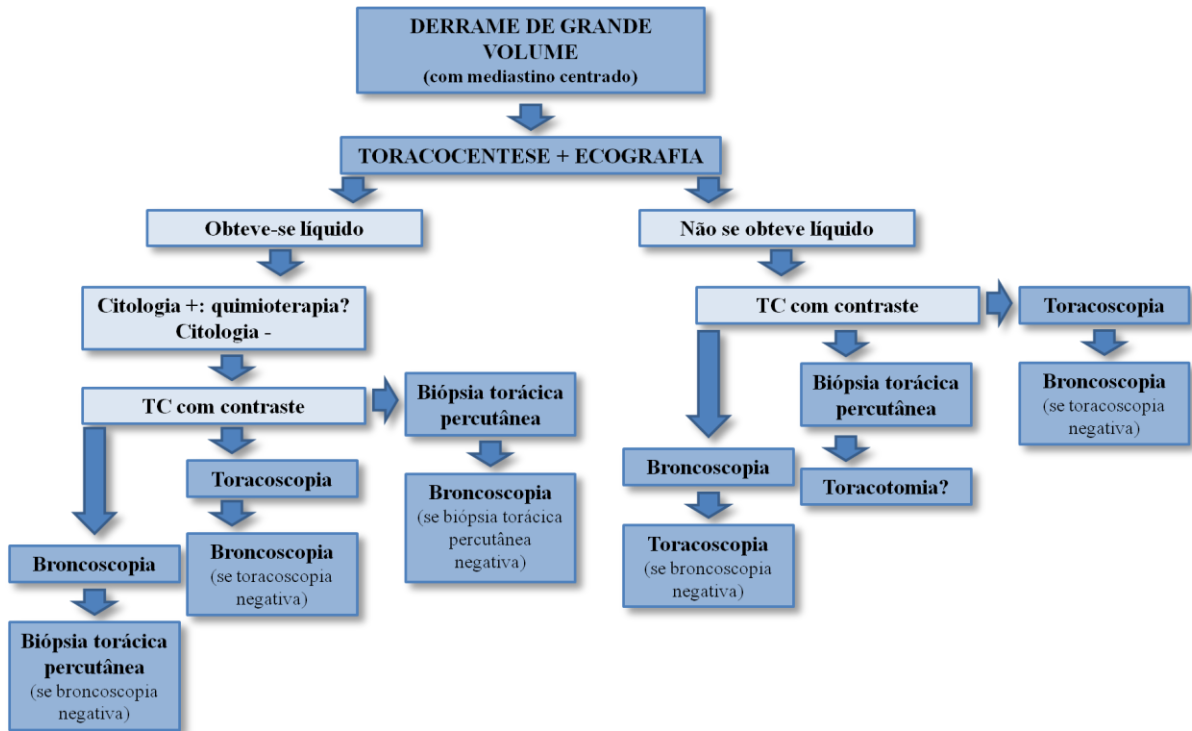 DERRAME DE GRANDE
VOLUME
(com mediastino centrado)
TORACOCENTESE + ECOGRAFIA
Obteve-se líquido
Não se obteve líquido
Citologia +: quimioterapia?
Citologia -
TC com contraste
Biópsia torácica
percutânea
Broncoscopia
(se biópsia torácica
percutânea
negativa)
Toracoscopia
Broncoscopia
(se toracoscopia
negativa)
Broncoscopia
Biópsia torácica
percutânea
(se broncoscopia
negativa)
TC com contraste
Toracoscopia
Broncoscopia
(se toracoscopia
negativa)
Biópsia torácica
percutânea
Toracotomia?
Broncoscopia
Toracoscopia
(se broncoscopia
negativa)